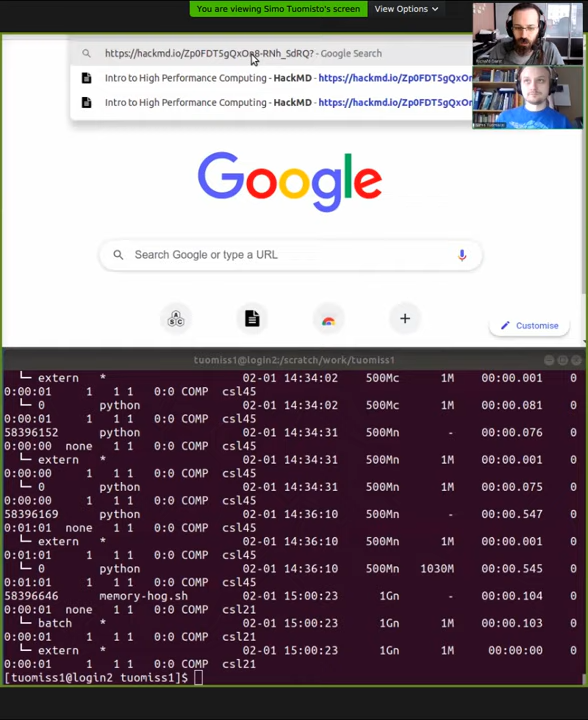 You are viewing Simo Tuomisto's screen
View Options
https://hackmd.io/Zp0FDT5gQxOn8-RNh_SdRQ? - Google Search
Intro to High Performance Computing - HackMD - https://hackmd.io/Zp0FDT5gQxOn
Intro to High Performance Computing - HackMD - https://hackmd.io/Zp0FDT5gQxOn
Google
Search Google or type a URL
Customise
tuomiss1@login2:/scratch/work/tuomiss1
└─ extern * 02-01 14:34:02 500Mc 1M 00:00.001 0
0:00:01 1 1 1 0:0 COMP csl45
└─ 0 python 02-01 14:34:02 500Mc 1M 00:00.081 0
0:00:01 1 1 1 0:0 COMP csl45
58396152 python 02-01 14:34:31 500Mn - 00:00.076 0
0:00:00 none 1 1 1 0:0 COMP csl45
└─ extern * 02-01 14:34:31 500Mn 1M 00:00.001 0
0:00:00 1 1 1 0:0 COMP csl45
└─ 0 python 02-01 14:34:31 500Mn 1M 00:00.075 0
0:00:00 1 1 1 0:0 COMP csl45
58396169 python 02-01 14:36:10 500Mn - 00:00.547 0
0:01:01 none 1 1 1 0:0 COMP csl45
└─ extern * 02-01 14:36:10 500Mn 1M 00:00.001 0
0:01:01 1 1 1 0:0 COMP csl45
└─ 0 python 02-01 14:36:10 500Mn 1030M 00:00.545 0
0:01:01 1 1 1 0:0 COMP csl45
58396646 memory-hog.sh 02-01 15:00:23 1Gn - 00:00.104 0
0:00:01 none 1 1 1 0:0 COMP csl21
└─ batch * 02-01 15:00:23 1Gn 1M 00:00.103 0
0:00:01 1 1 1 0:0 COMP csl21
└─ extern * 02-01 15:00:23 1Gn 1M 00:00:00 0
0:00:01 1 1 1 0:0 COMP csl21
[tuomiss1@login2 tuomiss1]$